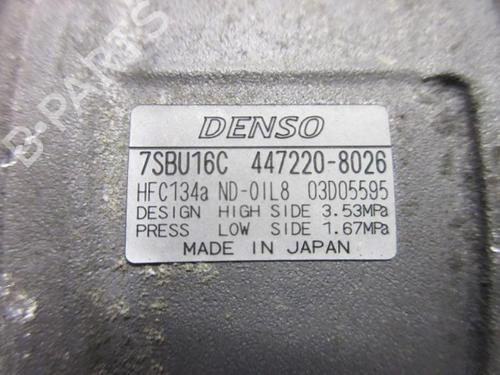 B-PARTS
DENSO
7SBU16C 447220-8026
HFC134a ND-OIL8 03D05595
DESIGN HIGH SIDE 3.53MPa
PRESS LOW SIDE 1.67MPa
MADE IN JAPAN